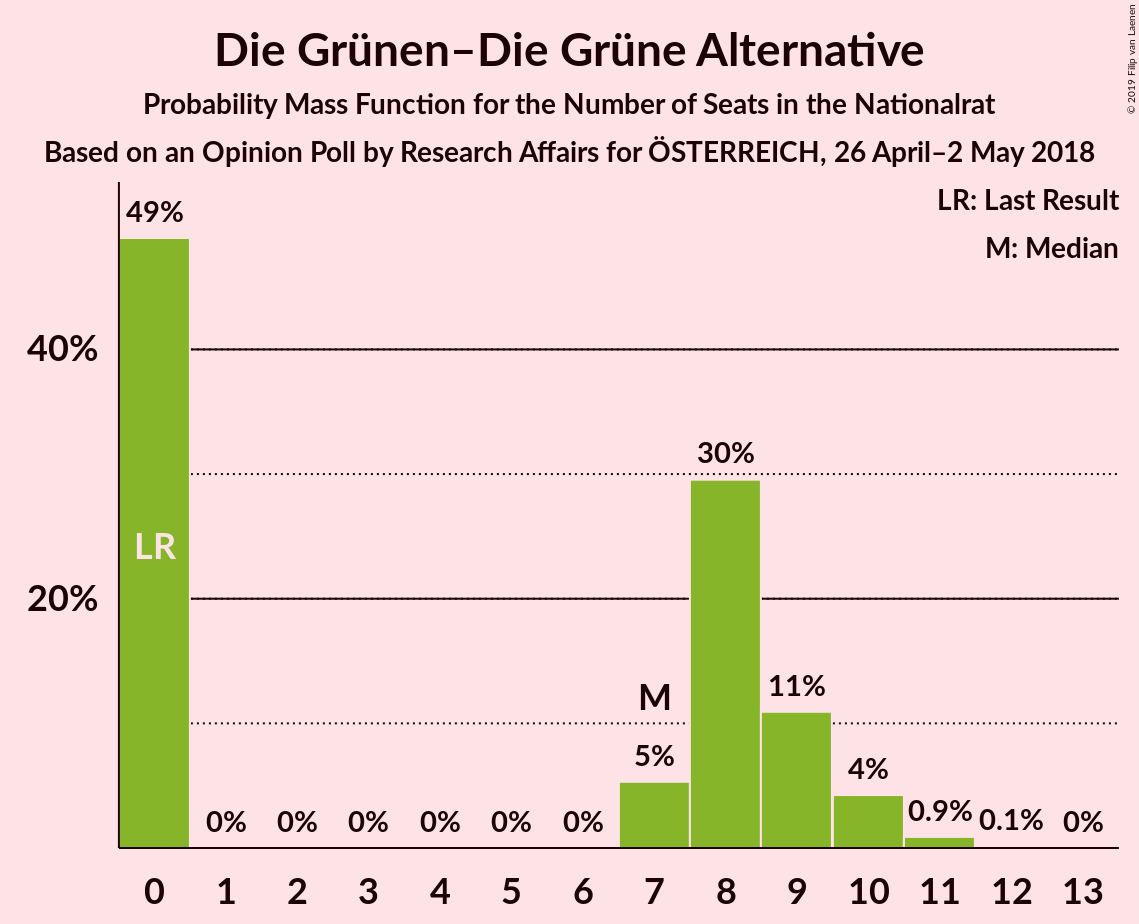 Die Grünen–Die Grüne Alternative
Probability Mass Function for the Number of Seats in the Nationalrat
Based on an Opinion Poll by Research Affairs for ÖSTERREICH, 26 April–2 May 2018
© 2019 Filip van Laenen
LR: Last Result
M: Median
49%
40%
30%
LR
20%
M
11%
5%
4%
0% 0% 0% 0% 0% 0% 0.9% 0.1% 0%
0 1 2 3 4 5 6 7 8 9 10 11 12 13